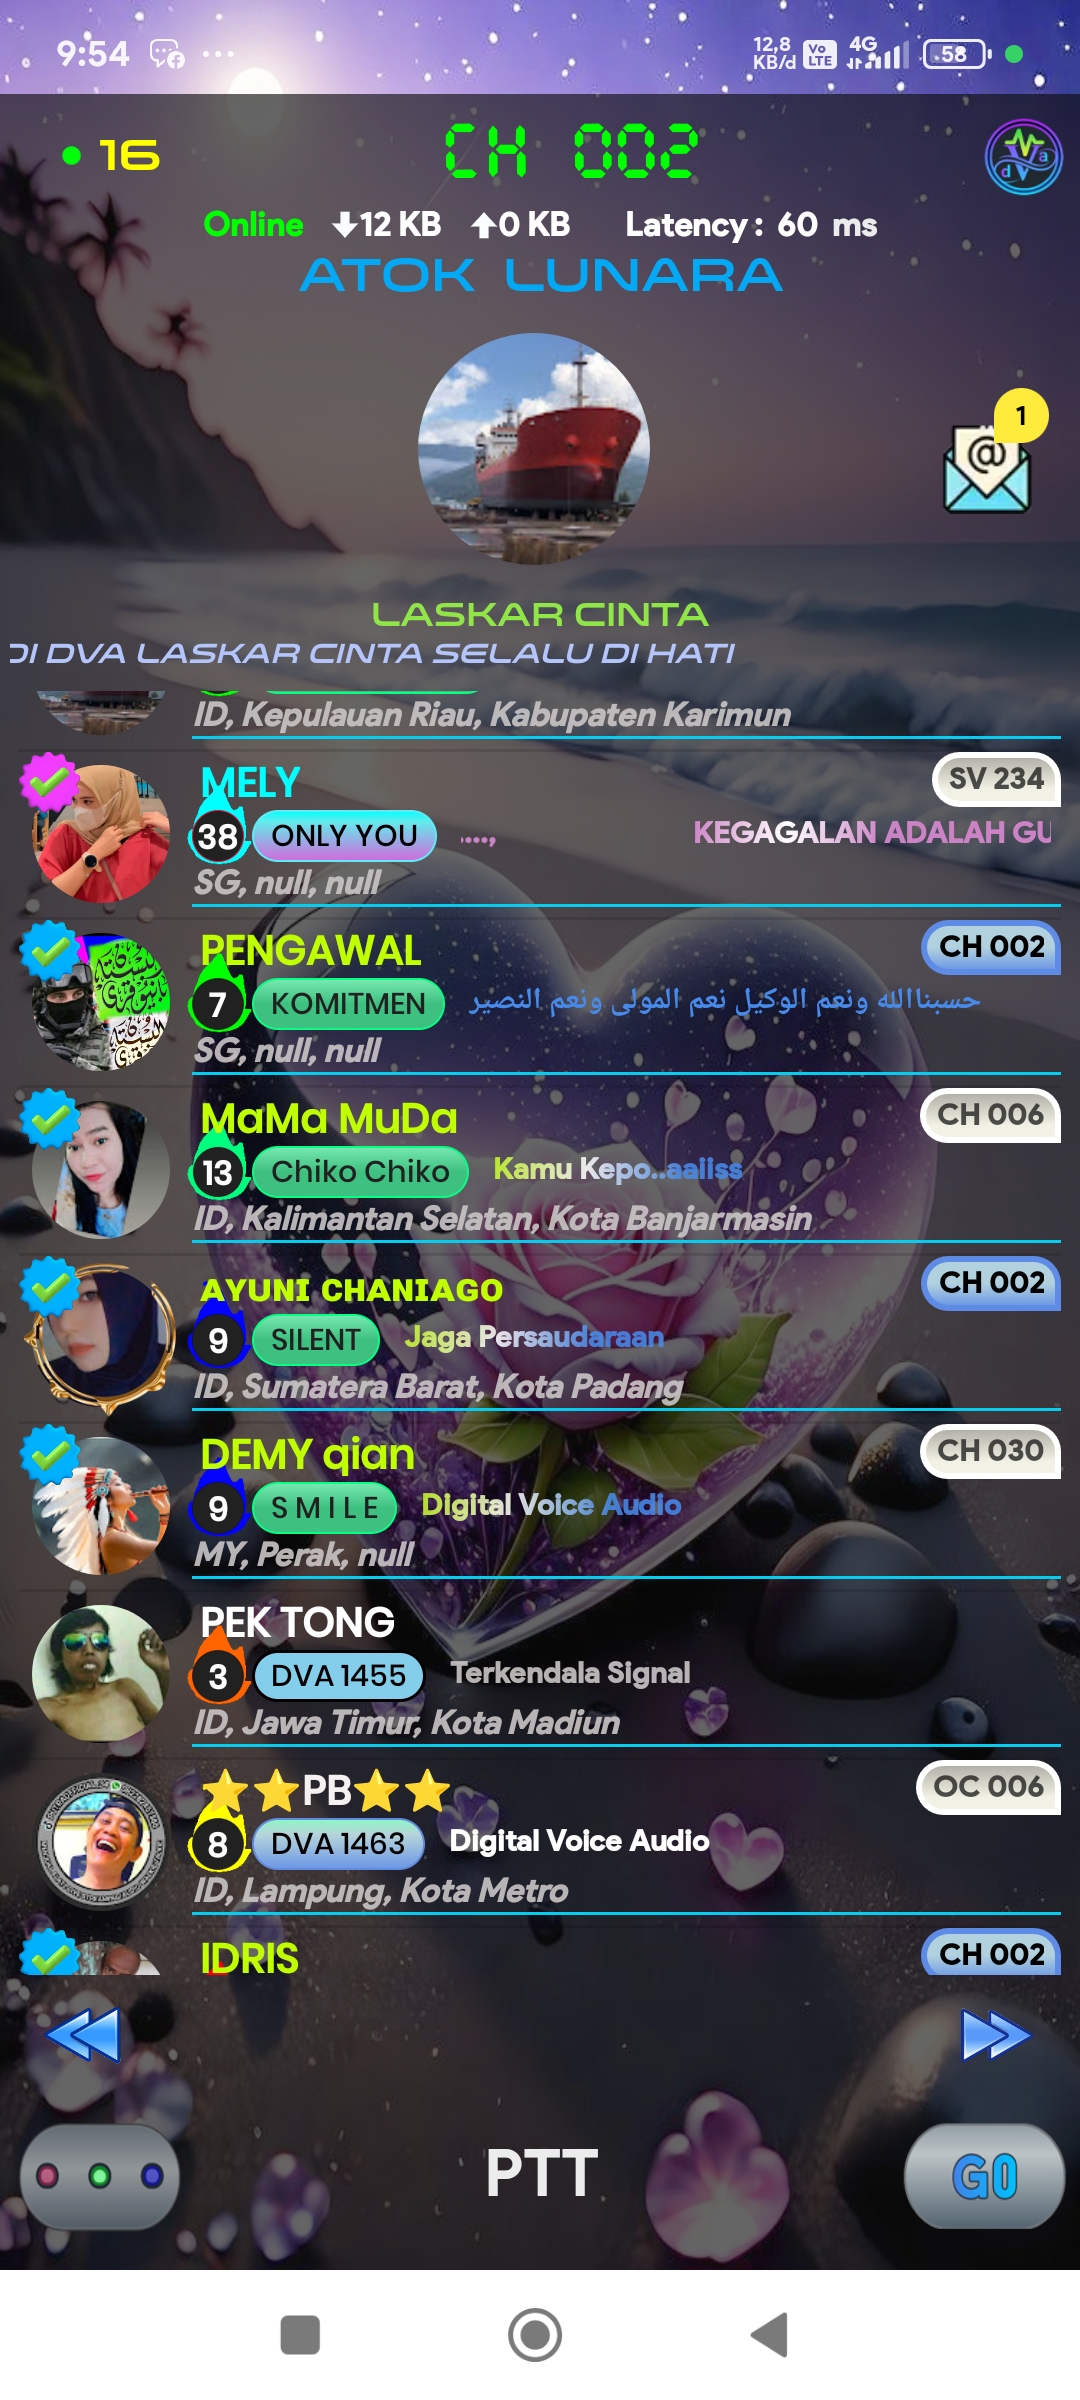 9:54
12,8 KB/d Vo LTE 4G 58
16 CH 002
Online 12 KB 0 KB Latency : 60 ms
ATOK LUNARA
1
LASKAR CINTA
DI DVA LASKAR CINTA SELALU DI HATI
ID, Kepulauan Riau, Kabupaten Karimun
MELY SV 234
38 ONLY YOU ...., KEGAGALAN ADALAH GU
SG, null, null
PENGAWAL CH 002
7 KOMITMEN حسبناالله ونعم الوكيل نعم المولى ونعم النصير
SG, null, null
MaMa MuDa CH 006
13 Chiko Chiko Kamu Kepo..aaiiss
ID, Kalimantan Selatan, Kota Banjarmasin
AYUNI CHANIAGO CH 002
9 SILENT Jaga Persaudaraan
ID, Sumatera Barat, Kota Padang
DEMY qian CH 030
9 S M I L E Digital Voice Audio
MY, Perak, null
PEK TONG
3 DVA 1455 Terkendala Signal
ID, Jawa Timur, Kota Madiun
⭐⭐PB⭐⭐ OC 006
8 DVA 1463 Digital Voice Audio
ID, Lampung, Kota Metro
IDRIS CH 002
PTT
GO